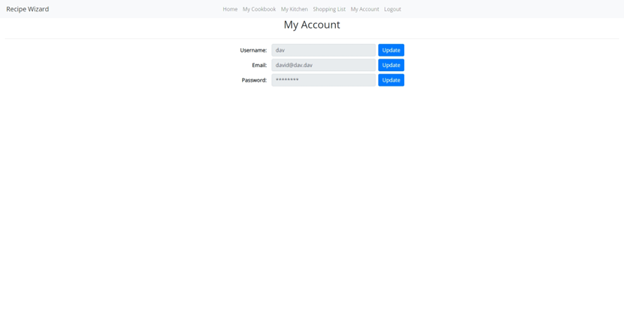 Recipe Wizard Home My Cookbook My Kitchen Shopping List My Account Logout
My Account
Username: dav Update
Email: david@dav.dav Update
Password: ******** Update